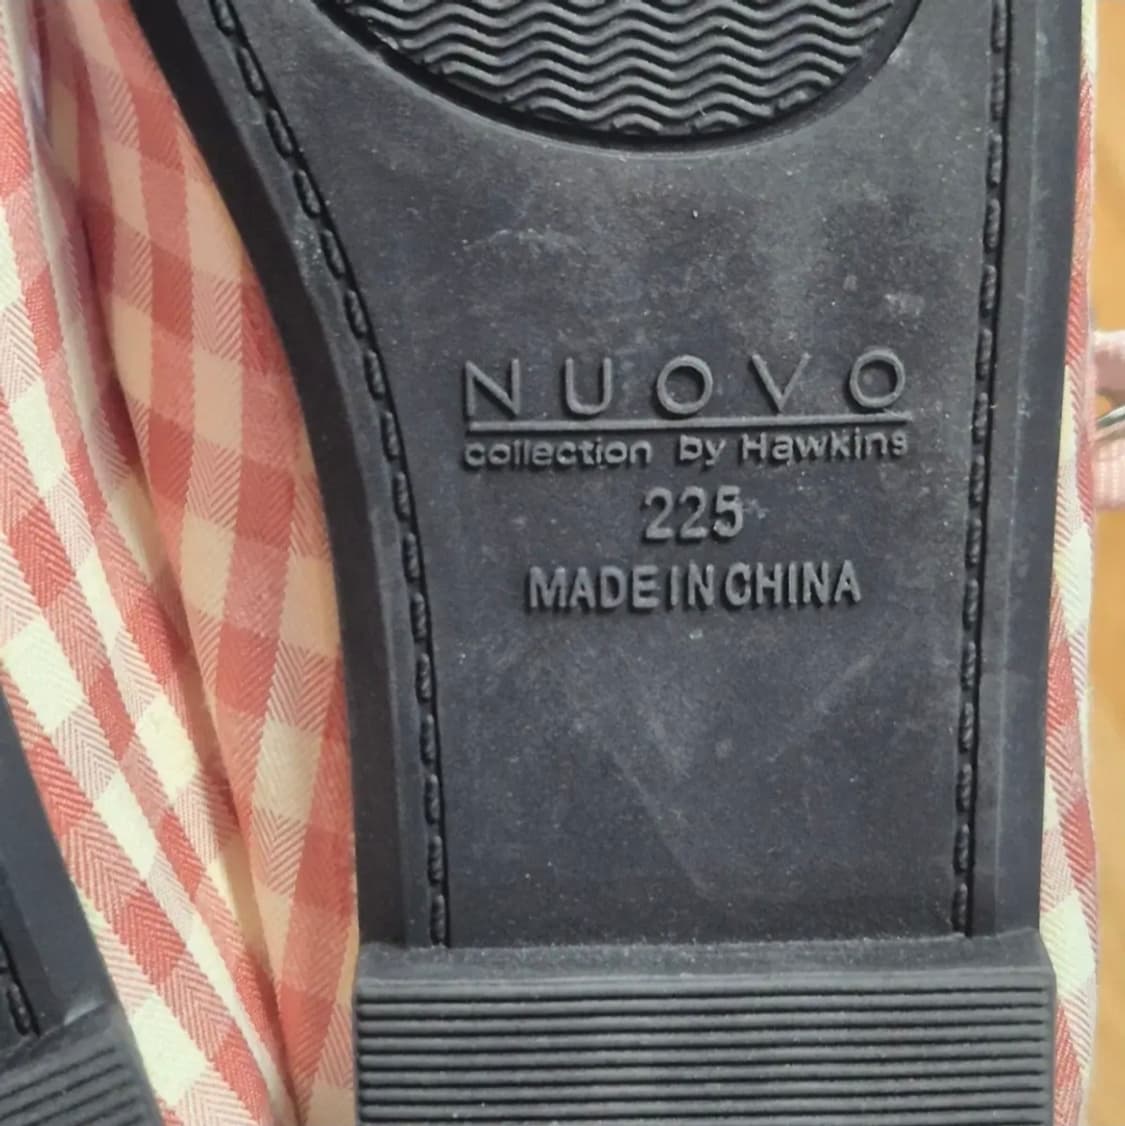 NUOVO
collection by Hawkins
225
MADE IN CHINA